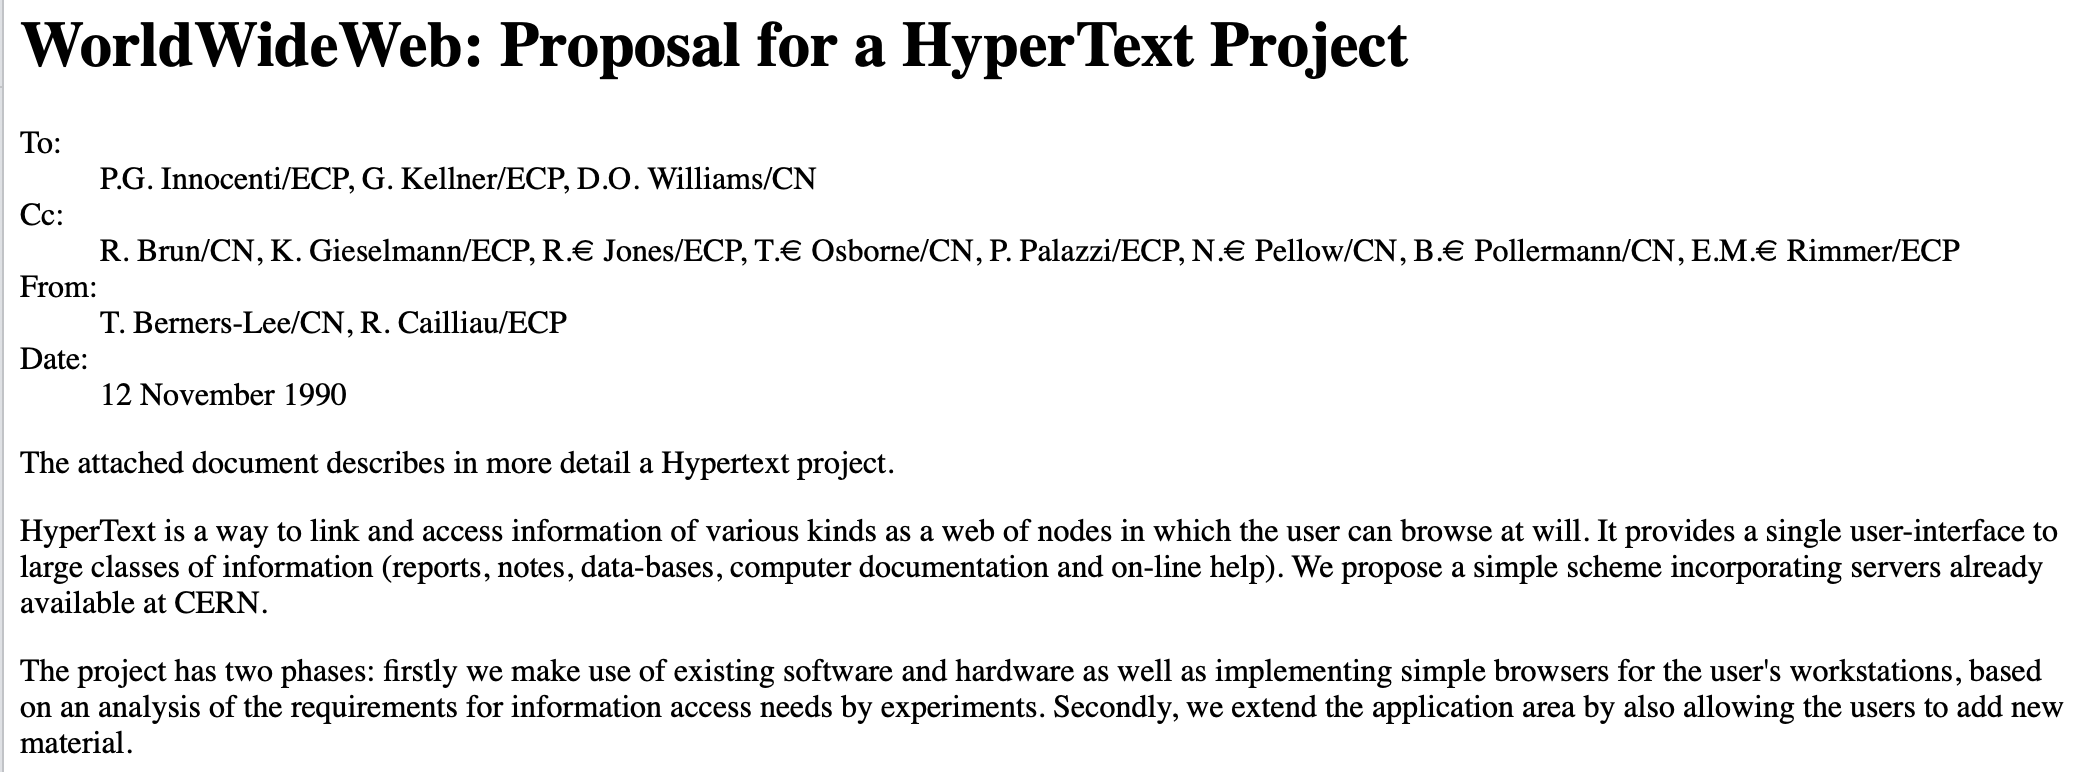 WorldWideWeb: Proposal for a HyperText Project
To:
P.G. Innocenti/ECP, G. Kellner/ECP, D.O. Williams/CN
Cc:
R. Brun/CN, K. Gieselmann/ECP, R.€ Jones/ECP, T.€ Osborne/CN, P. Palazzi/ECP, N.€ Pellow/CN, B.€ Pollermann/CN, E.M.€ Rimmer/ECP
From:
T. Berners-Lee/CN, R. Cailliau/ECP
Date:
12 November 1990
The attached document describes in more detail a Hypertext project.
HyperText is a way to link and access information of various kinds as a web of nodes in which the user can browse at will. It provides a single user-interface to
large classes of information (reports, notes, data-bases, computer documentation and on-line help). We propose a simple scheme incorporating servers already
available at CERN.
The project has two phases: firstly we make use of existing software and hardware as well as implementing simple browsers for the user's workstations, based
on an analysis of the requirements for information access needs by experiments. Secondly, we extend the application area by also allowing the users to add new
material.